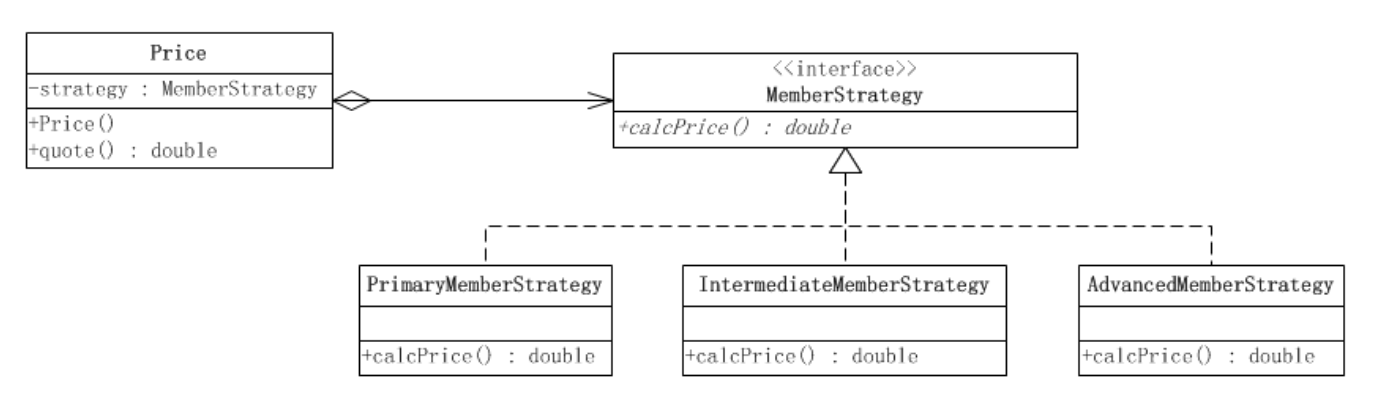 Price
-strategy : MemberStrategy
+Price()
+quote() : double
<<interface>>
MemberStrategy
+calcPrice() : double
PrimaryMemberStrategy
+calcPrice() : double
IntermediateMemberStrategy
+calcPrice() : double
AdvancedMemberStrategy
+calcPrice() : double